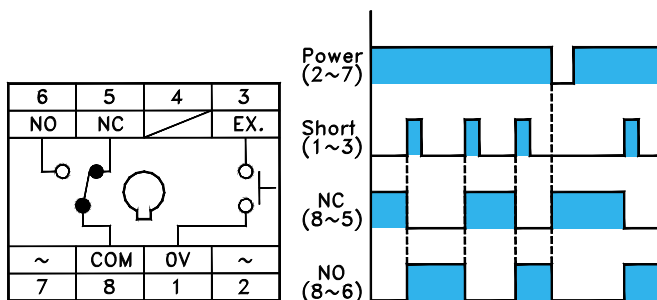 6 5 4 3
NO NC EX.
~ COM 0V ~
7 8 1 2
Power
(2~7)
Short
(1~3)
NC
(8~5)
NO
(8~6)